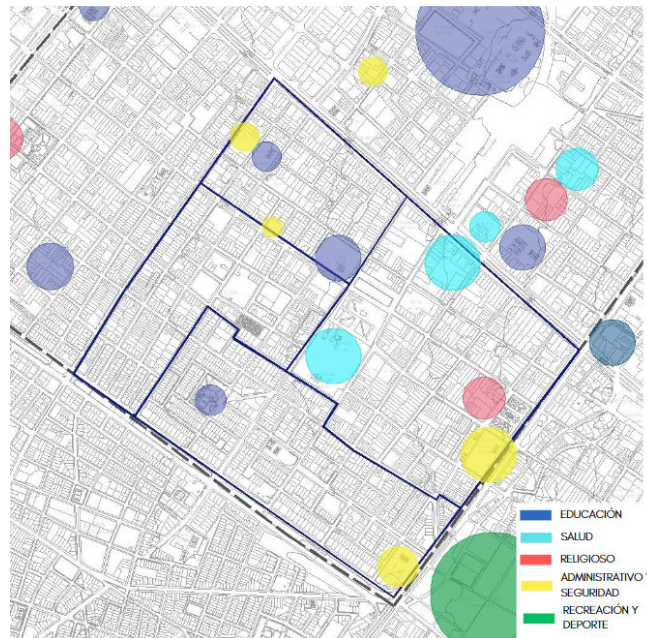 EDUCACIÓN
SALUD
RELIGIOSO
ADMINISTRATIVO Y
SEGURIDAD
RECREACIÓN Y
DEPORTE